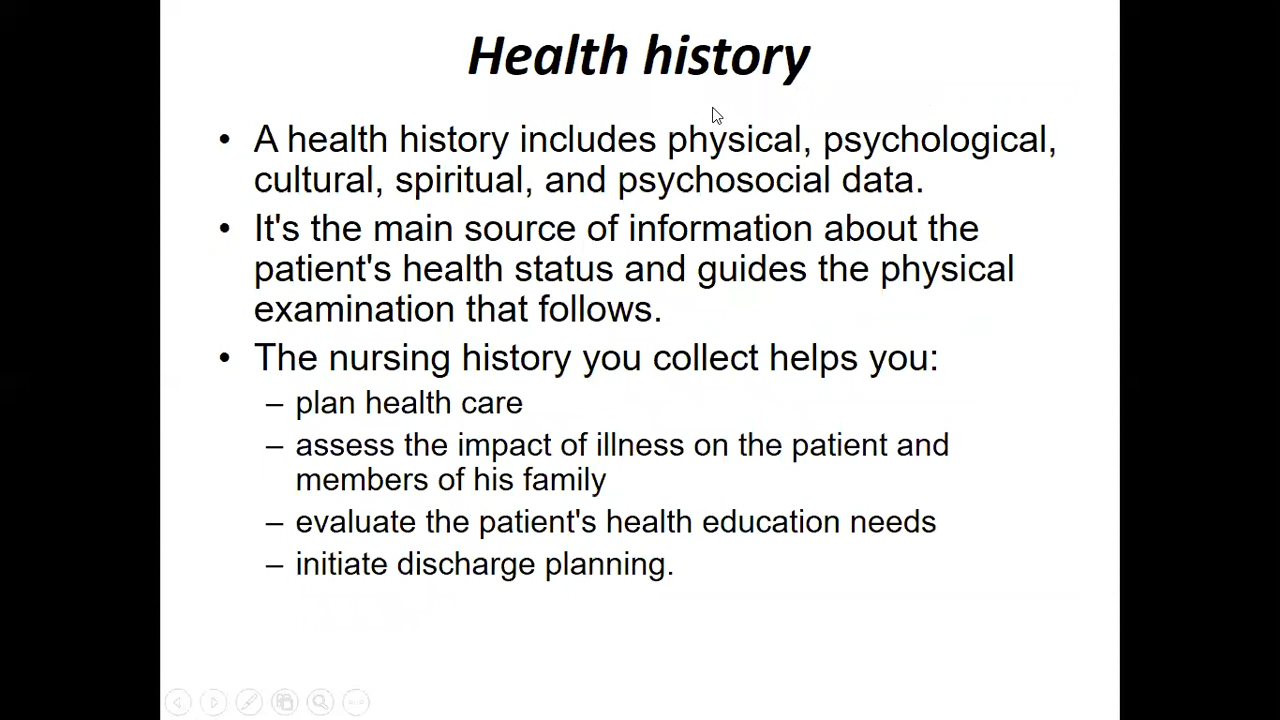 Health history
• A health history includes physical, psychological,
cultural, spiritual, and psychosocial data.
• It's the main source of information about the
patient's health status and guides the physical
examination that follows.
• The nursing history you collect helps you:
– plan health care
– assess the impact of illness on the patient and
members of his family
– evaluate the patient's health education needs
– initiate discharge planning.